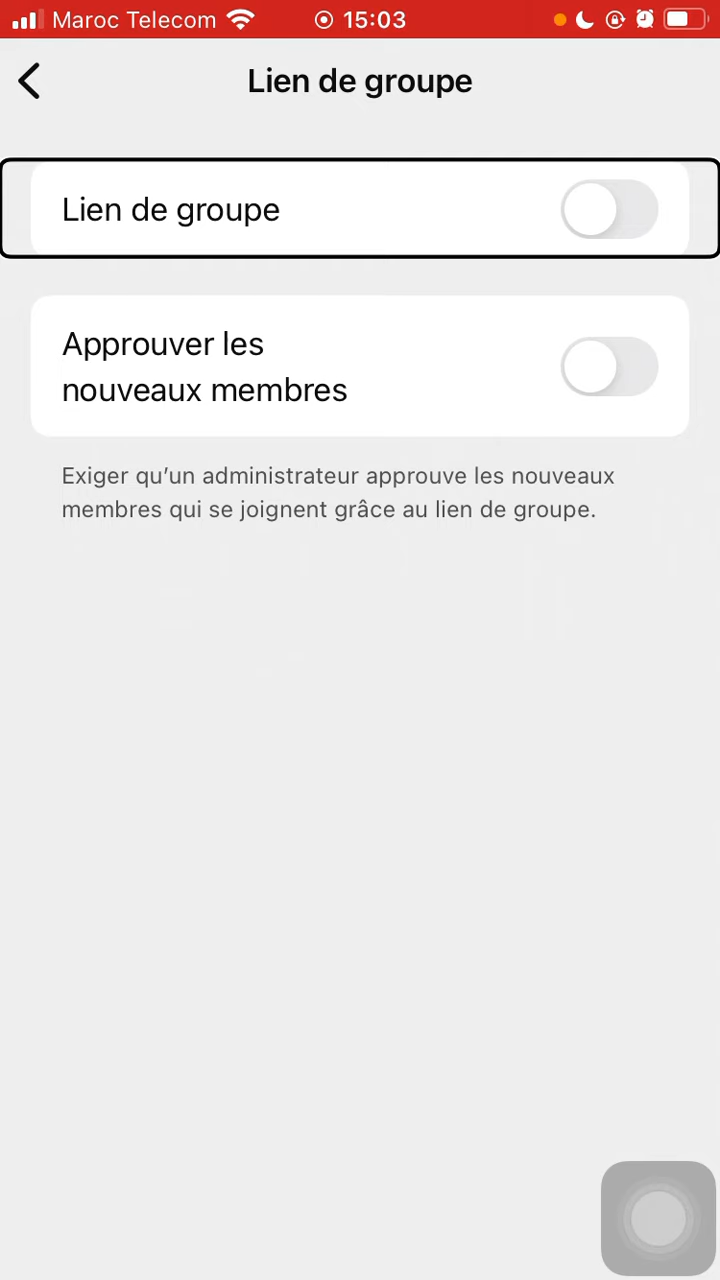 Maroc Telecom 15:03
Lien de groupe
Lien de groupe
Approuver les
nouveaux membres
Exiger qu’un administrateur approuve les nouveaux
membres qui se joignent grâce au lien de groupe.